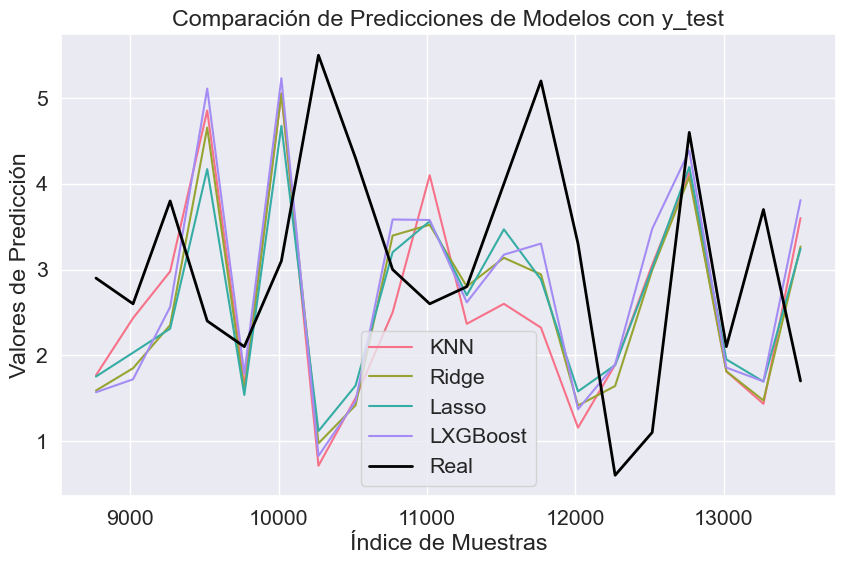 Comparación de Predicciones de Modelos con y_test
Valores de Predicción
5
4
3
2
1
KNN
Ridge
Lasso
LXGBoost
Real
9000
10000
11000
12000
13000
Índice de Muestras